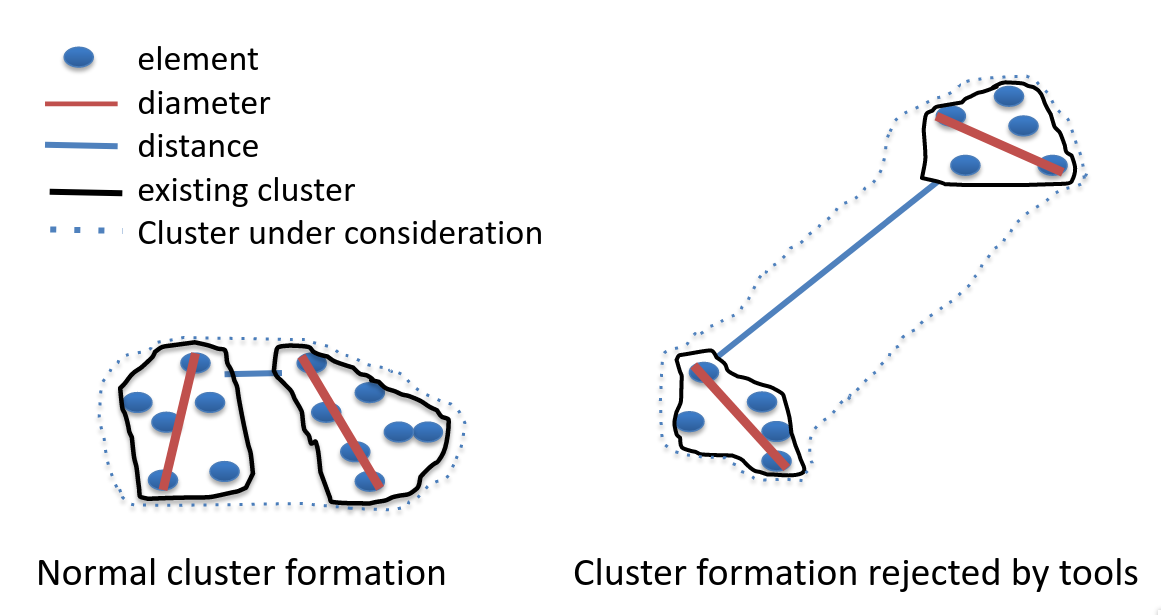 element
diameter
distance
existing cluster
Cluster under consideration
Normal cluster formation
Cluster formation rejected by tools